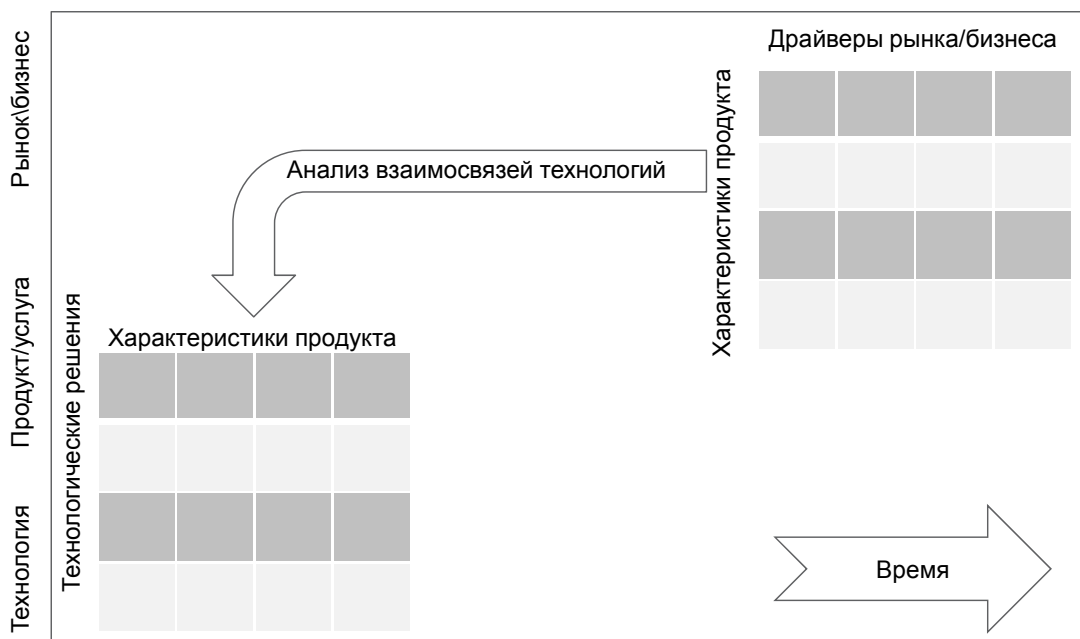 Рынок\бизнес
Продукт/услуга
Технология
Драйверы рынка/бизнеса
Характеристики продукта
Анализ взаимосвязей технологий
Характеристики продукта
Технологические решения
Время